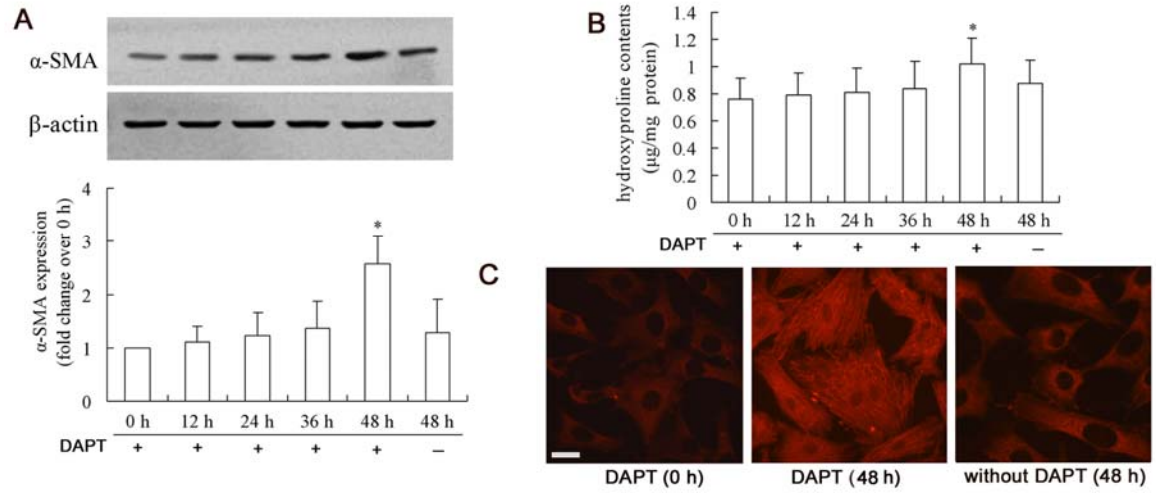 A
α-SMA
β-actin
α-SMA expression
(fold change over 0 h)
4
3
2
1
0
*
0 h 12 h 24 h 36 h 48 h 48 h
DAPT + + + + + –
B
hydroxyproline contents
(µg/mg protein)
1.4
1.2
1
0.8
0.6
0.4
0.2
0
*
0 h 12 h 24 h 36 h 48 h 48 h
DAPT + + + + + –
C
DAPT (0 h) DAPT (48 h) without DAPT (48 h)